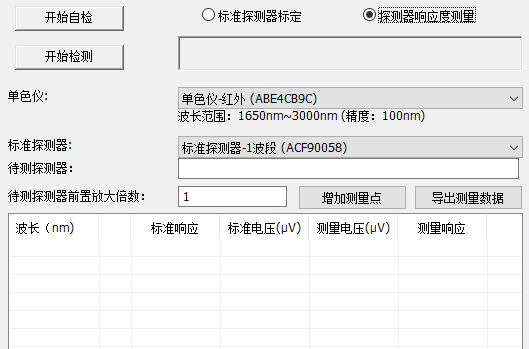 开始自检 标准探测器标定 探测器响应度测量
开始检测
单色仪: 单色仪-红外 (ABE4CB9C)
波长范围：1650nm~3000nm (精度：100nm)
标准探测器： 标准探测器-1波段 (ACF90058)
待测探测器：
待测探测器前置放大倍数： 1 增加测量点 导出测量数据
波长（nm) 标准响应 标准电压(μV) 测量电压(μV) 测量响应